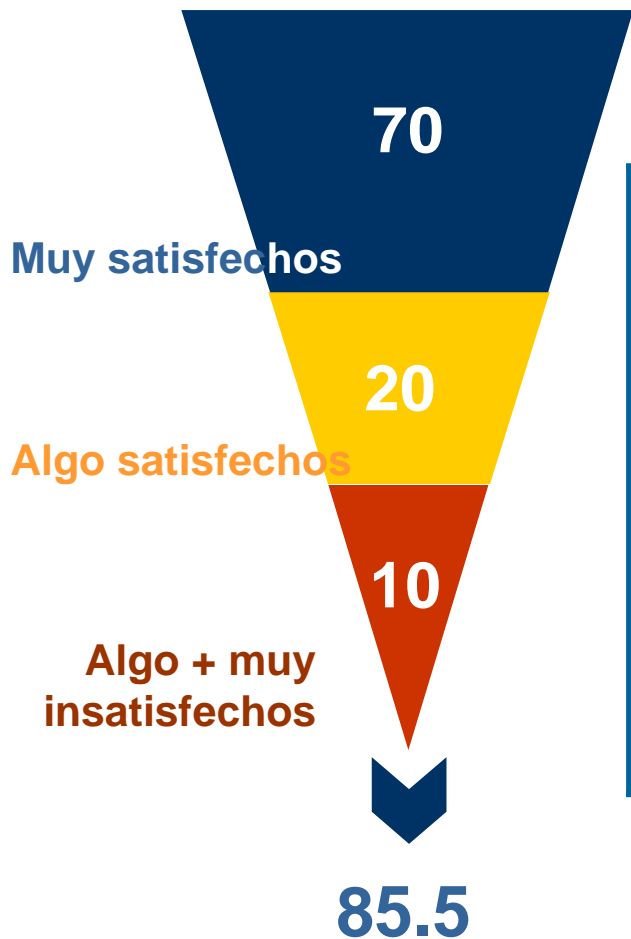 70
Muy satisfechos
20
Algo satisfechos
10
Algo + muy
insatisfechos
85.5